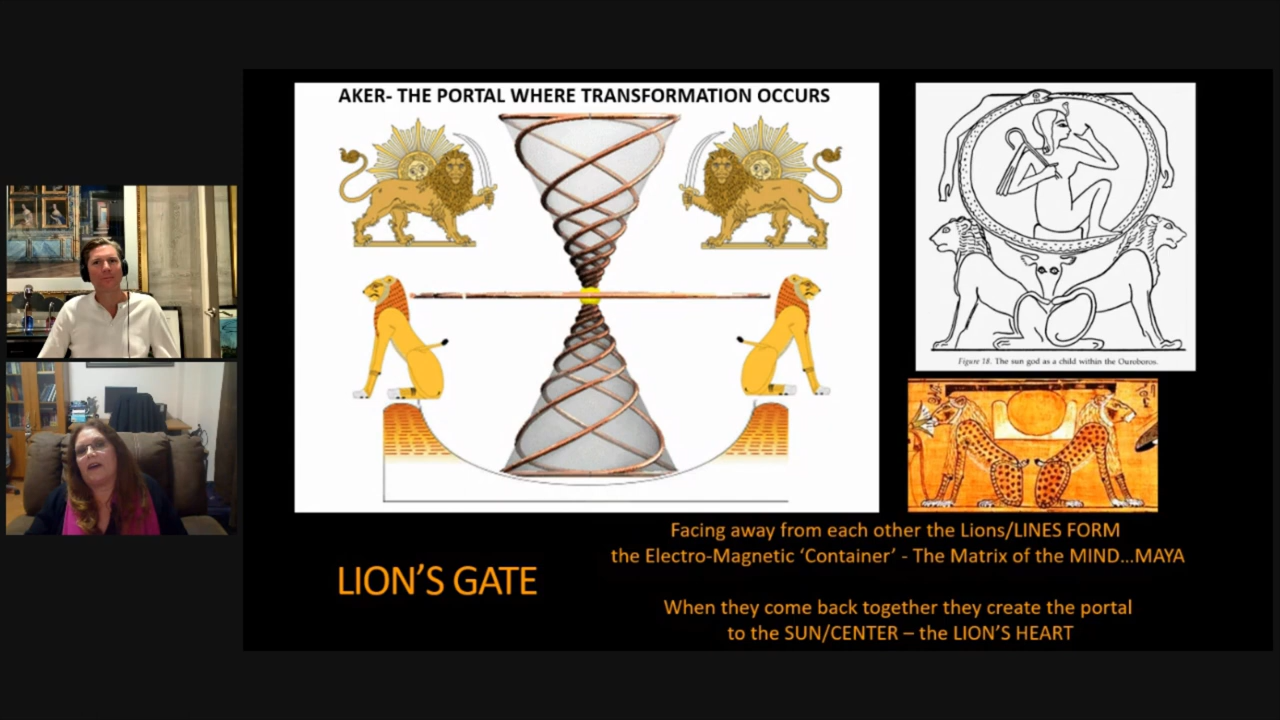 AKER- THE PORTAL WHERE TRANSFORMATION OCCURS
Figure 18. The sun god as a child within the Ouroboros.
LION'S GATE
Facing away from each other the Lions/LINES FORM
the Electro-Magnetic ‘Container’ - The Matrix of the MIND...MAYA
When they come back together they create the portal
to the SUN/CENTER – the LION’S HEART